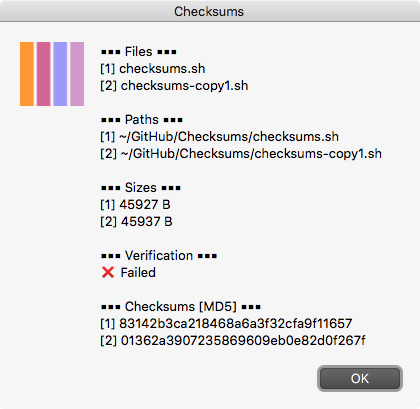 Checksums
▪▪▪ Files ▪▪▪
[1] checksums.sh
[2] checksums-copy1.sh
▪▪▪ Paths ▪▪▪
[1] ~/GitHub/Checksums/checksums.sh
[2] ~/GitHub/Checksums/checksums-copy1.sh
▪▪▪ Sizes ▪▪▪
[1] 45927 B
[2] 45937 B
▪▪▪ Verification ▪▪▪
❌ Failed
▪▪▪ Checksums [MD5] ▪▪▪
[1] 83142b3ca218468a6a3f32cfa9f11657
[2] 01362a3907235869609eb0e82d0f267f
OK